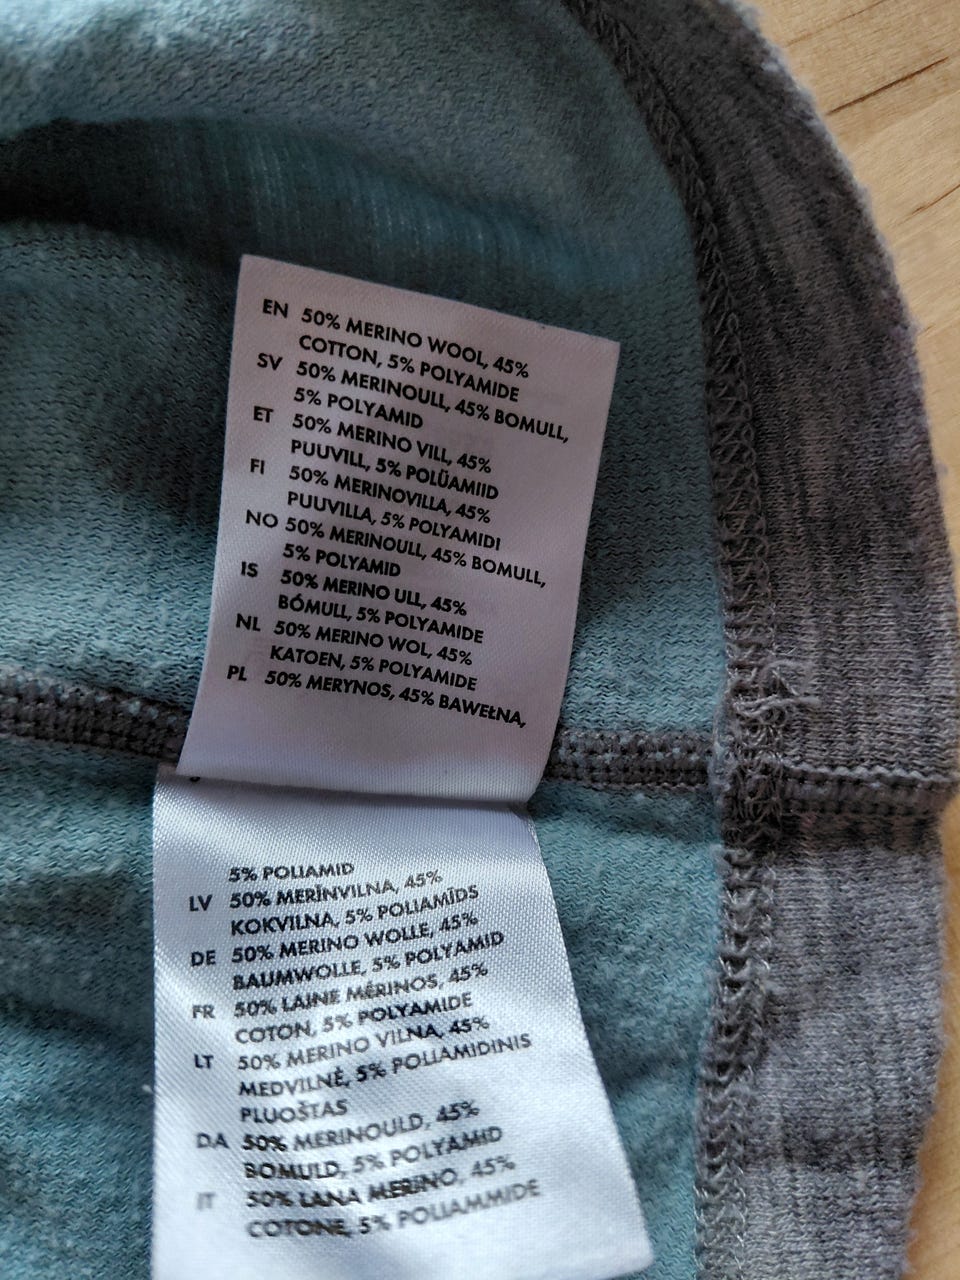 EN 50% MERINO WOOL, 45%
COTTON, 5% POLYAMIDE
SV 50% MERINOULL, 45% BOMULL,
5% POLYAMID
ET 50% MERINO VILL, 45%
PUUVILL, 5% POLÜAMIID
FI 50% MERINOVILLA, 45%
PUUVILLA, 5% POLYAMIDI
NO 50% MERINOULL, 45% BOMULL,
5% POLYAMID
IS 50% MERINO ULL, 45%
BÓMULL, 5% POLYAMIDE
NL 50% MERINO WOL, 45%
KATOEN, 5% POLYAMIDE
PL 50% MERYNOS, 45% BAWEŁNA,
5% POLIAMID
LV 50% MERĪNVILNA, 45%
KOKVILNA, 5% POLIAMĪDS
DE 50% MERINO WOLLE, 45%
BAUMWOLLE, 5% POLYAMID
FR 50% LAINE MÉRINOS, 45%
COTON, 5% POLYAMIDE
LT 50% MERINO VILNA, 45%
MEDVILNĖ, 5% POLIAMIDINIS
PLUOŠTAS
DA 50% MERINOULD, 45%
BOMULD, 5% POLYAMID
IT 50% LANA MERINO, 45%
COTONE, 5% POLIAMMIDE